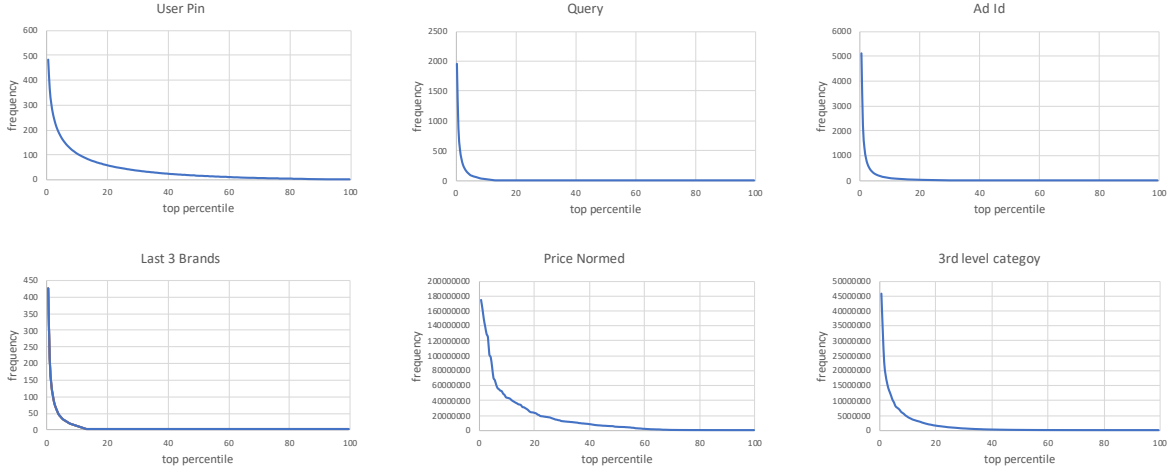 User Pin
600
500
400
300
200
100
0
frequency
0 20 40 60 80 100
top percentile
Query
2500
2000
1500
1000
500
0
frequency
0 20 40 60 80 100
top percentile
Ad Id
6000
5000
4000
3000
2000
1000
0
frequency
0 20 40 60 80 100
top percentile
Last 3 Brands
450
400
350
300
250
200
150
100
50
0
frequency
0 20 40 60 80 100
top percentile
Price Normed
200000000
180000000
160000000
140000000
120000000
100000000
80000000
60000000
40000000
20000000
0
frequency
0 20 40 60 80 100
top percentile
3rd level categoy
50000000
45000000
40000000
35000000
30000000
25000000
20000000
15000000
10000000
5000000
0
frequency
0 20 40 60 80 100
top percentile